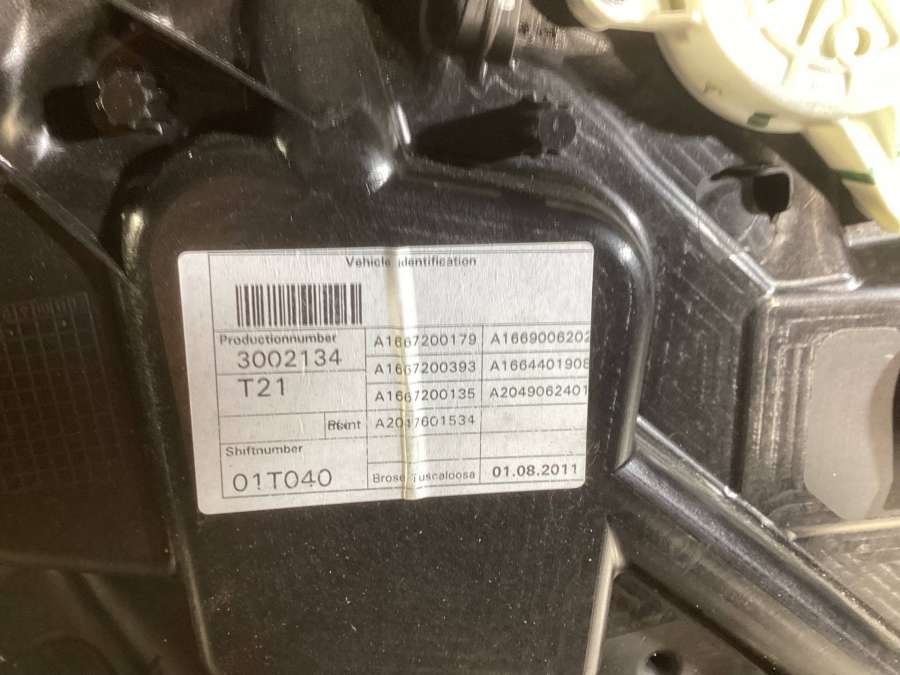 Vehicle identification
Productionnumber
3002134
T21
A1667200179 A1669006202
A1667200393 A1664401908
A1667200135 A2049062401
A2047601534
Shiftnumber
01T040
Brose Tuscaloosa 01.08.2011